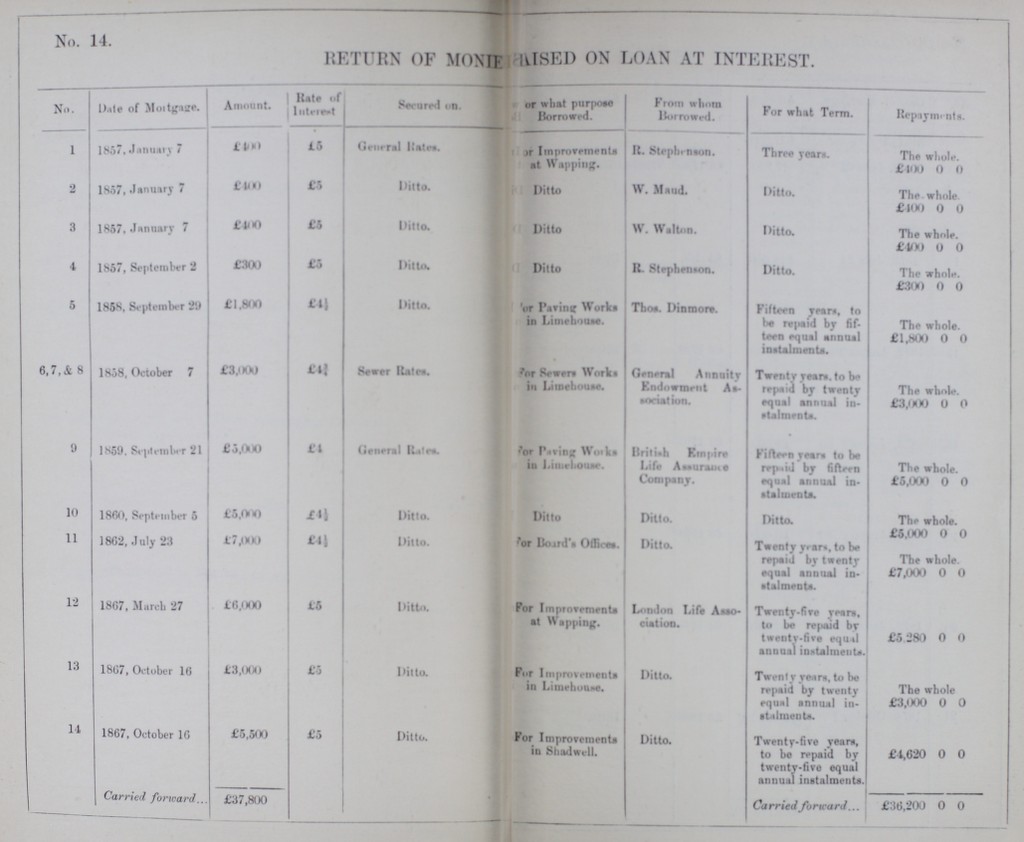 No. 14.
RETURN OF MONIE RAISED ON LOAN AT INTEREST.
No. Date of Mortgage. Amount. Rate of Interest Secured on. or what purpose Borrowed. From whom Borrowed. For what Term. Repayments.
1 1857, January 7 £400 £5 General Rates. or Improvements at Wapping. R. Stephenson. Three years. The whole. £400 0 0
2 1857, January 7 £400 £5 Ditto. Ditto W. Maud. Ditto. The whole. £400 0 0
3 1857, January 7 £400 £5 Ditto. Ditto W. Walton. Ditto. The whole. £400 0 0
4 1857, September 2 £300 £5 Ditto. Ditto R. Stephenson. Ditto. The whole. £300 0 0
5 1858, September 29 £1,800 £4½ Ditto. or Paving Works in Limehouse. Thos. Dinmore. Fifteen years, to be repaid by fif- teen equal annual instalments. The whole. £1,800 0 0
6,7,& 8 1858, October 7 £3,000 £4¾ Sewer Rates. For Sewers Works in Limehouse. General Annuity Endowment As- sociation. Twenty years, to be repaid by twenty equal annual in- stalments. The whole. £3,000 0 0
9 1859, September 21 £5,000 £4 General Rates. For Paving Works in Limehouse. British Empire Life Assurance Company. Fifteen years to be repaid by fifteen equal annual in- stalments. The whole. £5,000 0 0
10 1860, September 5 £5,000 £4½ Ditto. Ditto Ditto. Ditto. The whole. £5,000 0 0
11 1862, July 23 £7,000 £4½ Ditto. For Board's Offices. Ditto. Twenty years, to be repaid by twenty equal annual in- stalments. The whole. £7,000 0 0
12 1867, March 27 £6,000 £5 Ditto. For Improvements at Wapping. London Life Asso- ciation. Twenty-five years, to be repaid by twenty-five equal annual instalments. £5,280 0 0
13 1867, October 16 £3,000 £5 Ditto. For Improvements in Limehouse. Ditto. Twenty years, to be repaid by twenty equal annual in- stalments. The whole £3,000 0 0
14 1867, October 16 £5,500 £5 Ditto. For Improvements in Shadwell. Ditto. Twenty-five years, to be repaid by twenty-five equal annual instalments. £4,620 0 0
Carried forward... £37,800 Carried forward... £36,200 0 0